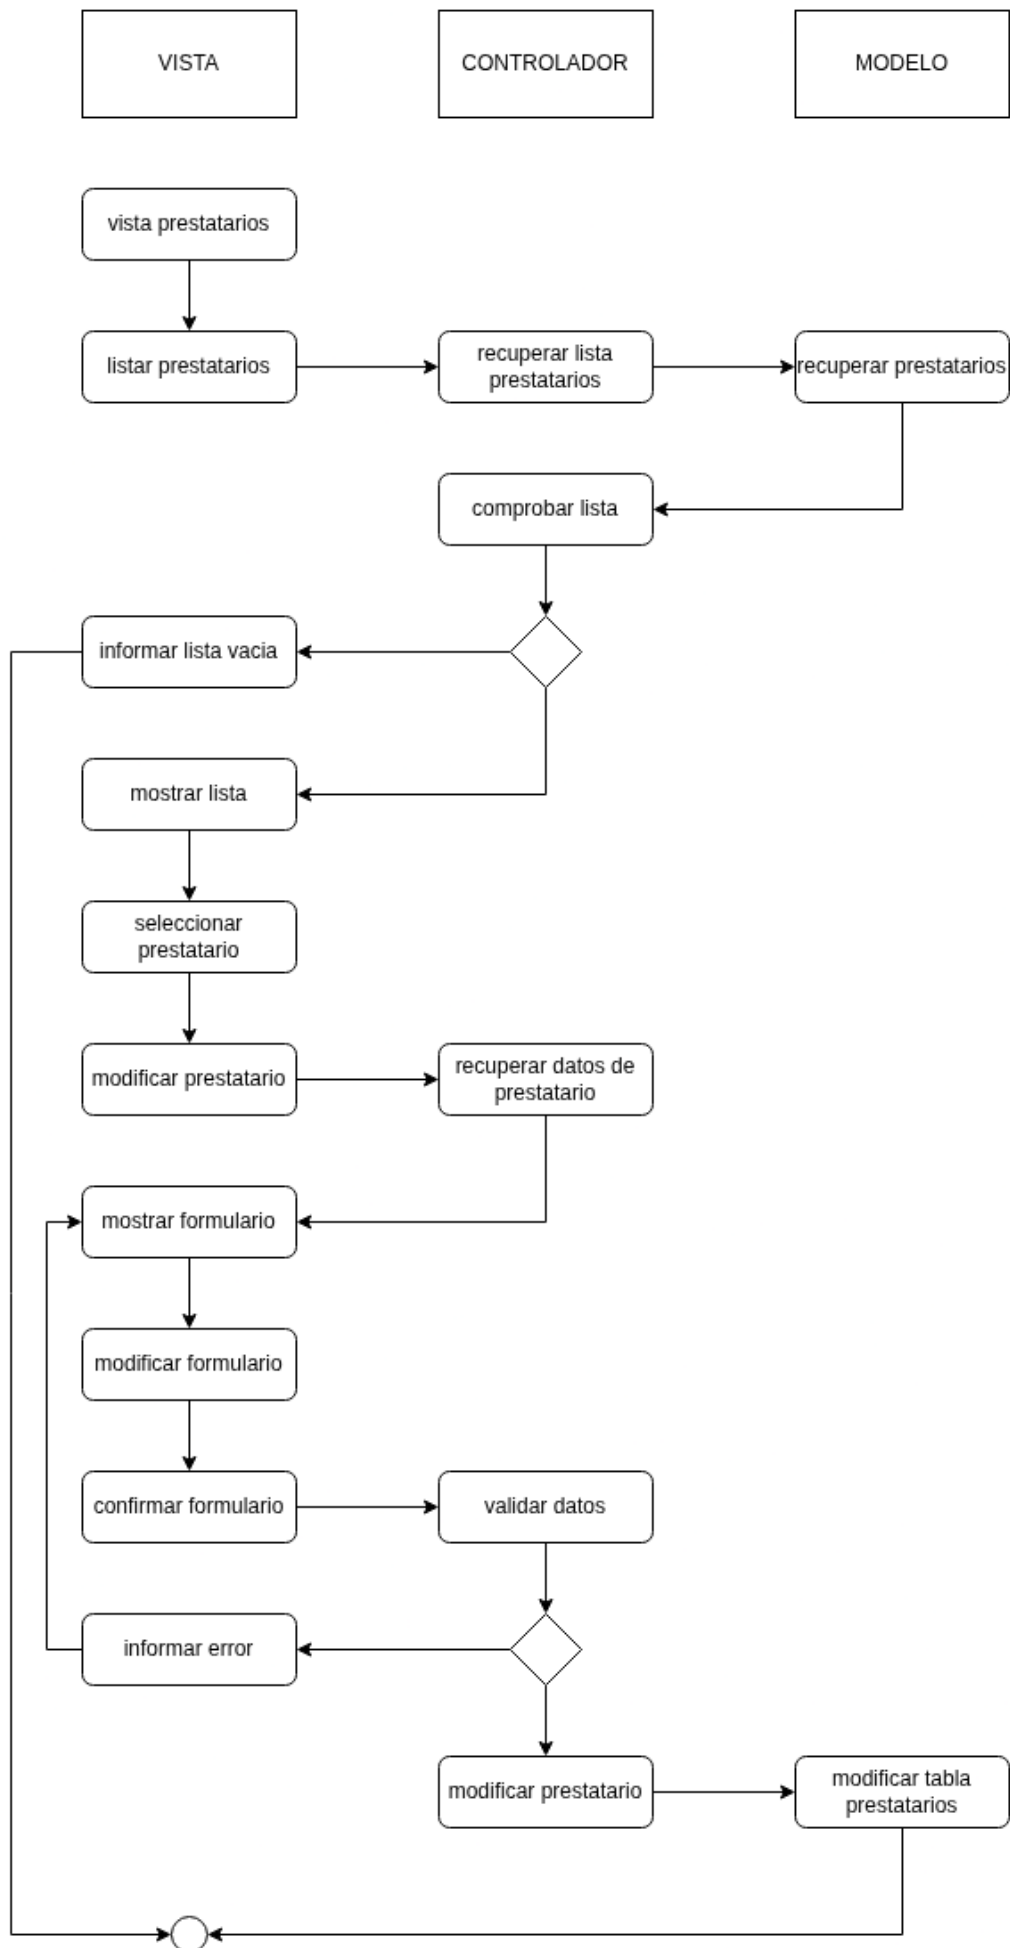 VISTA
CONTROLADOR
MODELO
vista prestatarios
listar prestatarios
recuperar lista
prestatarios
recuperar prestatarios
comprobar lista
informar lista vacia
mostrar lista
seleccionar
prestatario
modificar prestatario
recuperar datos de
prestatario
mostrar formulario
modificar formulario
confirmar formulario
validar datos
informar error
modificar prestatario
modificar tabla
prestatarios